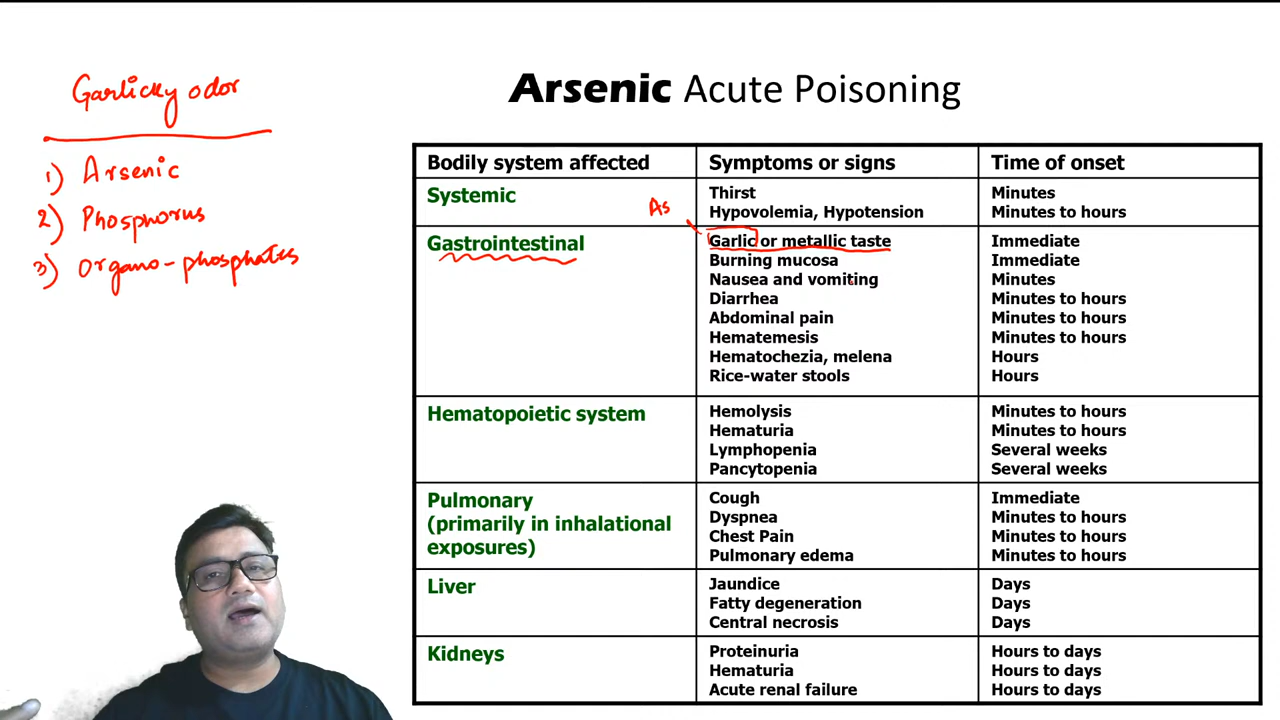 Garlicky odor
1) Arsenic
2) Phosphorus
3) Organo-phosphates
Arsenic Acute Poisoning
Bodily system affected Symptoms or signs Time of onset
Systemic Thirst Minutes
Hypovolemia, Hypotension Minutes to hours
As
Gastrointestinal Garlic or metallic taste Immediate
Burning mucosa Immediate
Nausea and vomiting Minutes
Diarrhea Minutes to hours
Abdominal pain Minutes to hours
Hematemesis Minutes to hours
Hematochezia, melena Hours
Rice-water stools Hours
Hematopoietic system Hemolysis Minutes to hours
Hematuria Minutes to hours
Lymphopenia Several weeks
Pancytopenia Several weeks
Pulmonary Cough Immediate
(primarily in inhalational Dyspnea Minutes to hours
exposures) Chest Pain Minutes to hours
Pulmonary edema Minutes to hours
Liver Jaundice Days
Fatty degeneration Days
Central necrosis Days
Kidneys Proteinuria Hours to days
Hematuria Hours to days
Acute renal failure Hours to days